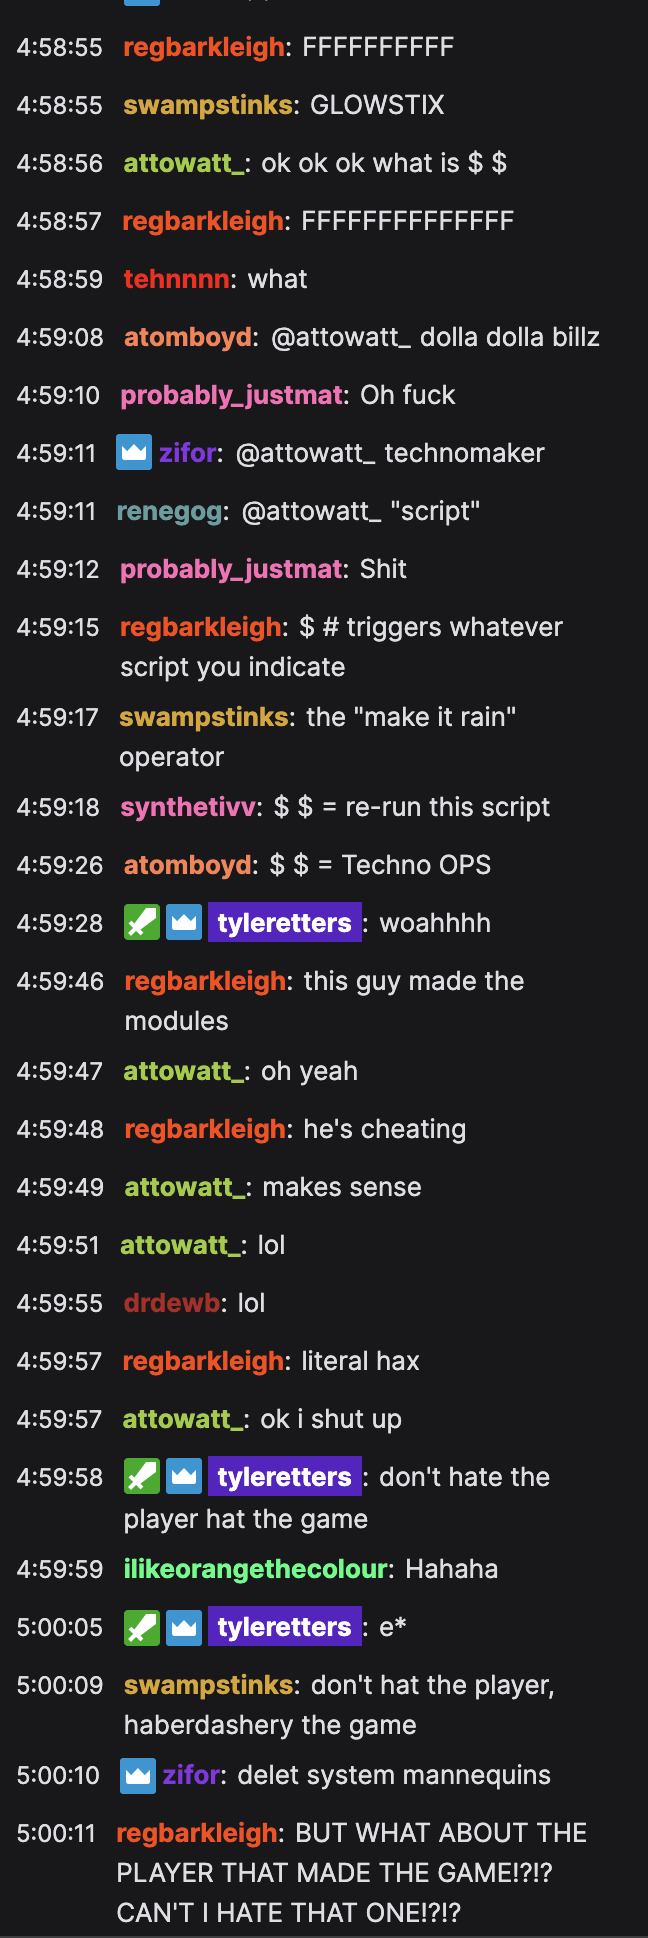 4:58:55 regbarkleigh: FFFFFFFFFF
4:58:55 swampstinks: GLOWSTIX
4:58:56 attowatt_: ok ok ok what is $ $
4:58:57 regbarkleigh: FFFFFFFFFFFFFF
4:58:59 tehnnnn: what
4:59:08 atomboyd: @attowatt_ dolla dolla billz
4:59:10 probably_justmat: Oh fuck
4:59:11 zifor: @attowatt_ technomaker
4:59:11 renegog: @attowatt_ "script"
4:59:12 probably_justmat: Shit
4:59:15 regbarkleigh: $ # triggers whatever
script you indicate
4:59:17 swampstinks: the "make it rain"
operator
4:59:18 synthetivv: $ $ = re-run this script
4:59:26 atomboyd: $ $ = Techno OPS
4:59:28 tyleretters: woahhhh
4:59:46 regbarkleigh: this guy made the
modules
4:59:47 attowatt_: oh yeah
4:59:48 regbarkleigh: he's cheating
4:59:49 attowatt_: makes sense
4:59:51 attowatt_: lol
4:59:55 drdewb: lol
4:59:57 regbarkleigh: literal hax
4:59:57 attowatt_: ok i shut up
4:59:58 tyleretters: don't hate the
player hat the game
4:59:59 ilikeorangethecolour: Hahaha
5:00:05 tyleretters: e*
5:00:09 swampstinks: don't hat the player,
haberdashery the game
5:00:10 zifor: delet system mannequins
5:00:11 regbarkleigh: BUT WHAT ABOUT THE
PLAYER THAT MADE THE GAME!?!?
CAN'T I HATE THAT ONE!?!?